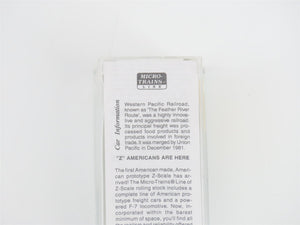 MICRO-
TRAINS
LINE
Car Information
Western Pacific Railroad,
known as 'The Feather River
Route', was a highly innova-
tive and aggressive railroad.
Its principal freight was pro-
cessed food products and
products involved in foreign
trade. It was merged by Union
Pacific in December 1981.
"Z" AMERICANS ARE HERE
The first American made, Amer-
ican prototype Z-Scale has ar-
rived! The Micro-Trains® Line of
Z-Scale rolling stock includes a
complete line of American pro-
totype freight cars and a
powered F-7 locomotive. Now, in-
corporated within the barest
minimum of space, you'll find all